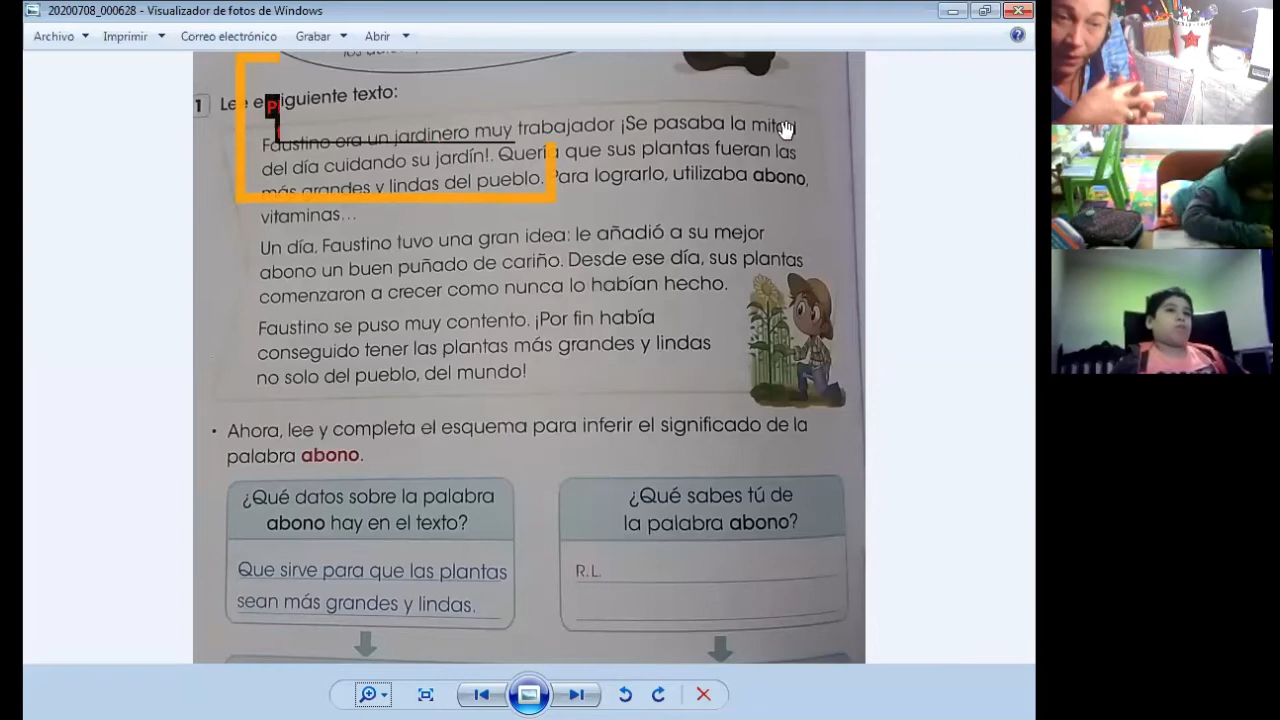 20200708_000628 - Visualizador de fotos de Windows
Archivo Imprimir Correo electrónico Grabar Abrir
1 Lee siguiente texto:
P
Faustino era un jardinero muy trabajador ¡Se pasaba la
del día cuidando su jardín!. Quería que sus plantas fueran las
más grandes y lindas del pueblo. Para lograrlo, utilizaba abono,
vitaminas...
Un día, Faustino tuvo una gran idea: le añadió a su mejor
abono un buen puñado de cariño. Desde ese día, sus plantas
comenzaron a crecer como nunca lo habían hecho.
Faustino se puso muy contento. ¡Por fin había
conseguido tener las plantas más grandes y lindas
no solo del pueblo, del mundo!
• Ahora, lee y completa el esquema para inferir el significado de la
palabra abono.
¿Qué datos sobre la palabra
abono hay en el texto?
Que sirve para que las plantas
sean más grandes y lindas.
¿Qué sabes tú de
la palabra abono?
R.L.